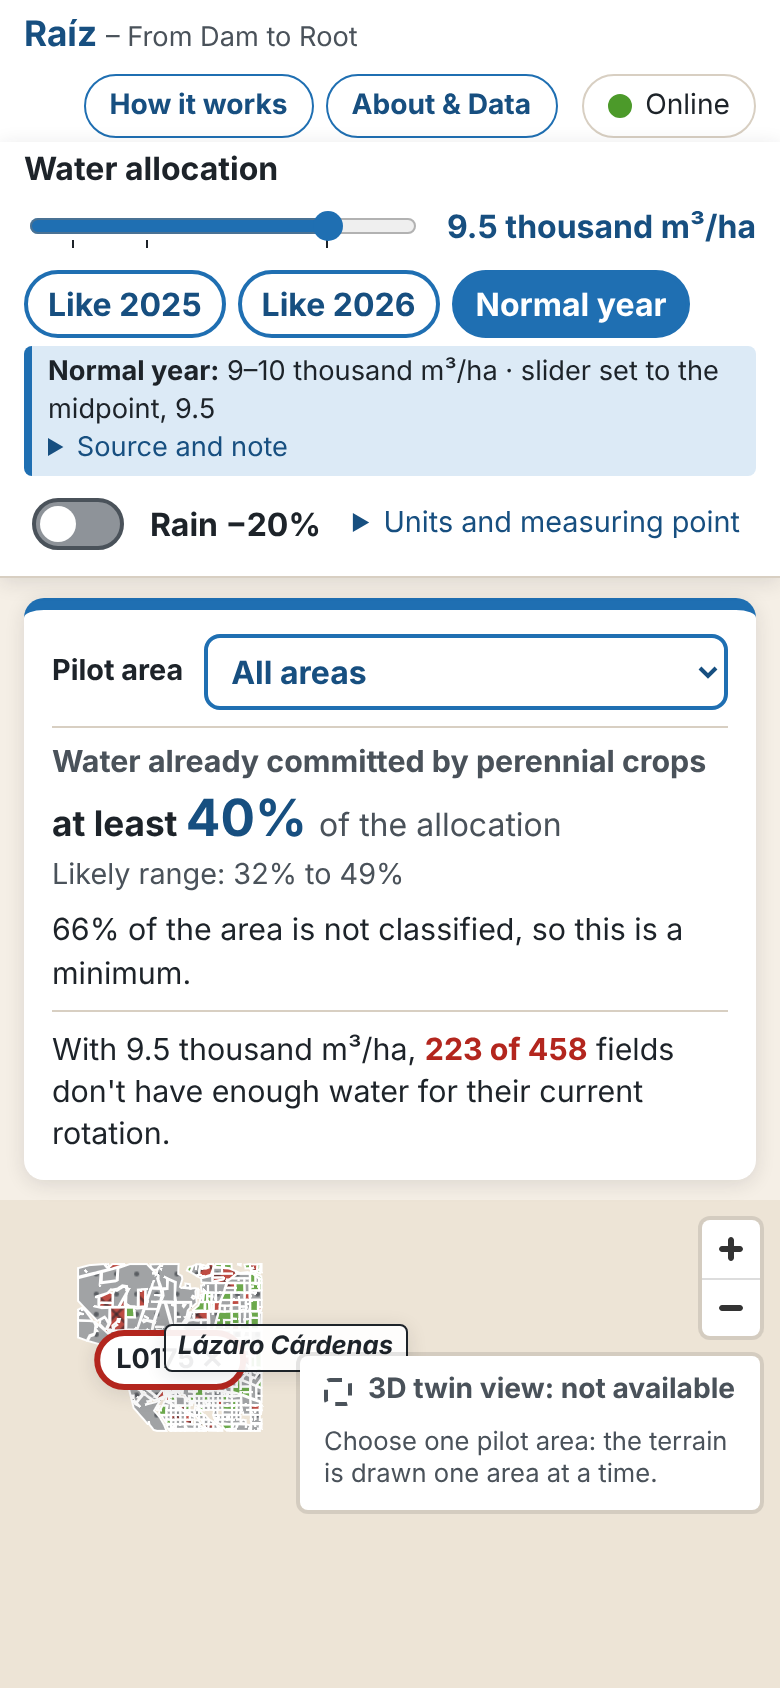 Raíz – From Dam to Root
How it works
About & Data
Online
Water allocation
9.5 thousand m³/ha
Like 2025
Like 2026
Normal year
Normal year: 9–10 thousand m³/ha · slider set to the
midpoint, 9.5
Source and note
Rain −20%
Units and measuring point
Pilot area
All areas
Water already committed by perennial crops
at least 40% of the allocation
Likely range: 32% to 49%
66% of the area is not classified, so this is a
minimum.
With 9.5 thousand m³/ha, 223 of 458 fields
don't have enough water for their current
rotation.
+
−
Lázaro Cárdenas
3D twin view: not available
Choose one pilot area: the terrain
is drawn one area at a time.